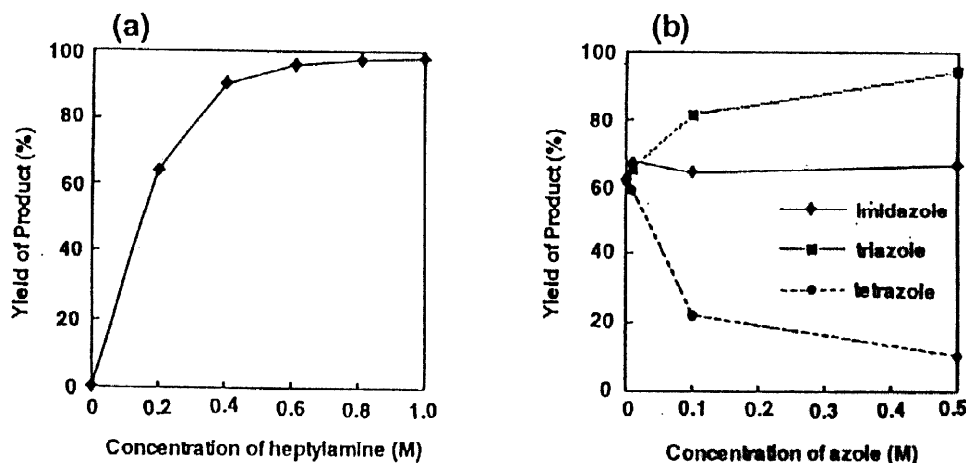 (a)
100
80
60
40
20
0
Yield of Product (%)
0 0.2 0.4 0.6 0.8 1.0
Concentration of heptylamine (M)
(b)
100
80
60
40
20
0
Yield of Product (%)
imidazole
triazole
tetrazole
0 0.1 0.2 0.3 0.4 0.5
Concentration of azole (M)